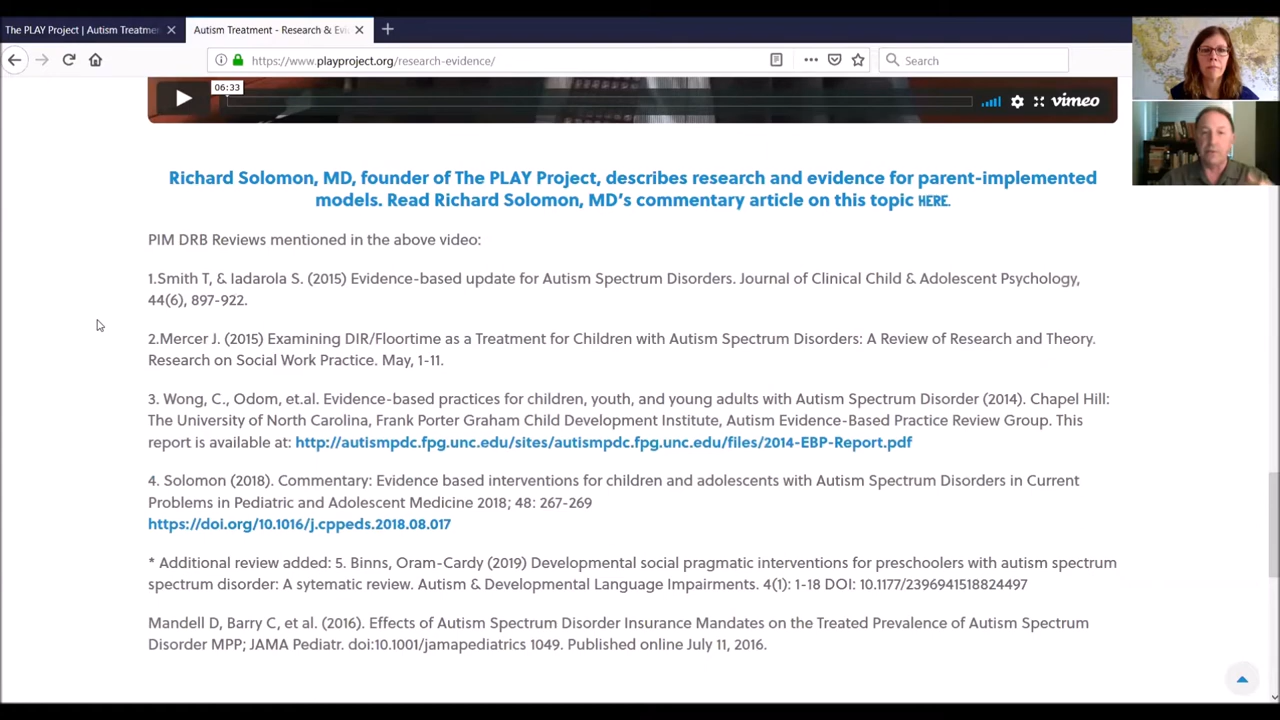 The PLAY Project | Autism Treatme
Autism Treatment - Research & Evi
https://www.playproject.org/research-evidence/
Search
06:33
vimeo
Richard Solomon, MD, founder of The PLAY Project, describes research and evidence for parent-implemented
models. Read Richard Solomon, MD’s commentary article on this topic HERE.
PIM DRB Reviews mentioned in the above video:
1.Smith T, & Iadarola S. (2015) Evidence-based update for Autism Spectrum Disorders. Journal of Clinical Child & Adolescent Psychology,
44(6), 897-922.
2.Mercer J. (2015) Examining DIR/Floortime as a Treatment for Children with Autism Spectrum Disorders: A Review of Research and Theory.
Research on Social Work Practice. May, 1-11.
3. Wong, C., Odom, et.al. Evidence-based practices for children, youth, and young adults with Autism Spectrum Disorder (2014). Chapel Hill:
The University of North Carolina, Frank Porter Graham Child Development Institute, Autism Evidence-Based Practice Review Group. This
report is available at: http://autismpdc.fpg.unc.edu/sites/autismpdc.fpg.unc.edu/files/2014-EBP-Report.pdf
4. Solomon (2018). Commentary: Evidence based interventions for children and adolescents with Autism Spectrum Disorders in Current
Problems in Pediatric and Adolescent Medicine 2018; 48: 267-269
https://doi.org/10.1016/j.cppeds.2018.08.017
* Additional review added: 5. Binns, Oram-Cardy (2019) Developmental social pragmatic interventions for preschoolers with autism spectrum
spectrum disorder: A sytematic review. Autism & Developmental Language Impairments. 4(1): 1-18 DOI: 10.1177/2396941518824497
Mandell D, Barry C, et al. (2016). Effects of Autism Spectrum Disorder Insurance Mandates on the Treated Prevalence of Autism Spectrum
Disorder MPP; JAMA Pediatr. doi:10.1001/jamapediatrics 1049. Published online July 11, 2016.